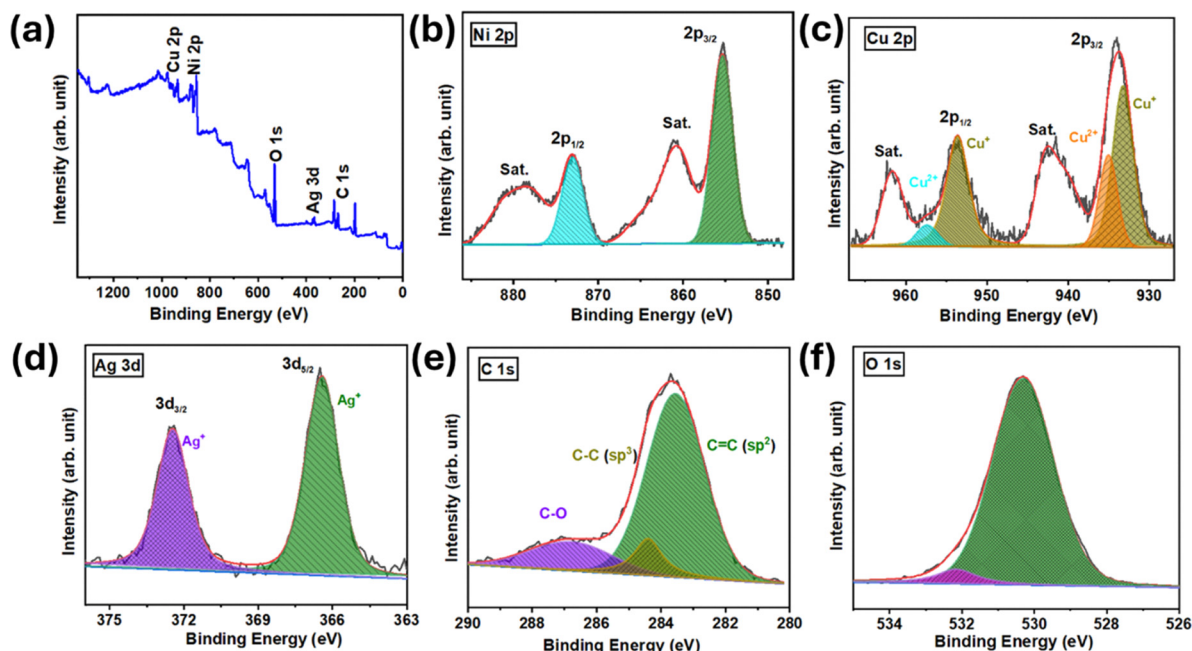 (a)
Cu 2p
Ni 2p
O 1s
Ag 3d
C 1s
Intensity (arb. unit)
1200 1000 800 600 400 200 0
Binding Energy (eV)
(b)
Ni 2p
2p3/2
2p1/2
Sat.
Sat.
Intensity (arb. unit)
880 870 860 850
Binding Energy (eV)
(c)
Cu 2p
2p3/2
Cu⁺
Cu²⁺
2p1/2
Cu⁺
Sat.
Sat.
Cu²⁺
Intensity (arb. unit)
960 950 940 930
Binding Energy (eV)
(d)
Ag 3d
3d5/2
Ag⁺
3d3/2
Ag⁺
Intensity (arb. unit)
375 372 369 366 363
Binding Energy (eV)
(e)
C 1s
C=C (sp²)
C-C (sp³)
C-O
Intensity (arb. unit)
290 288 286 284 282 280
Binding Energy (eV)
(f)
O 1s
Intensity (arb. unit)
534 532 530 528 526
Binding Energy (eV)